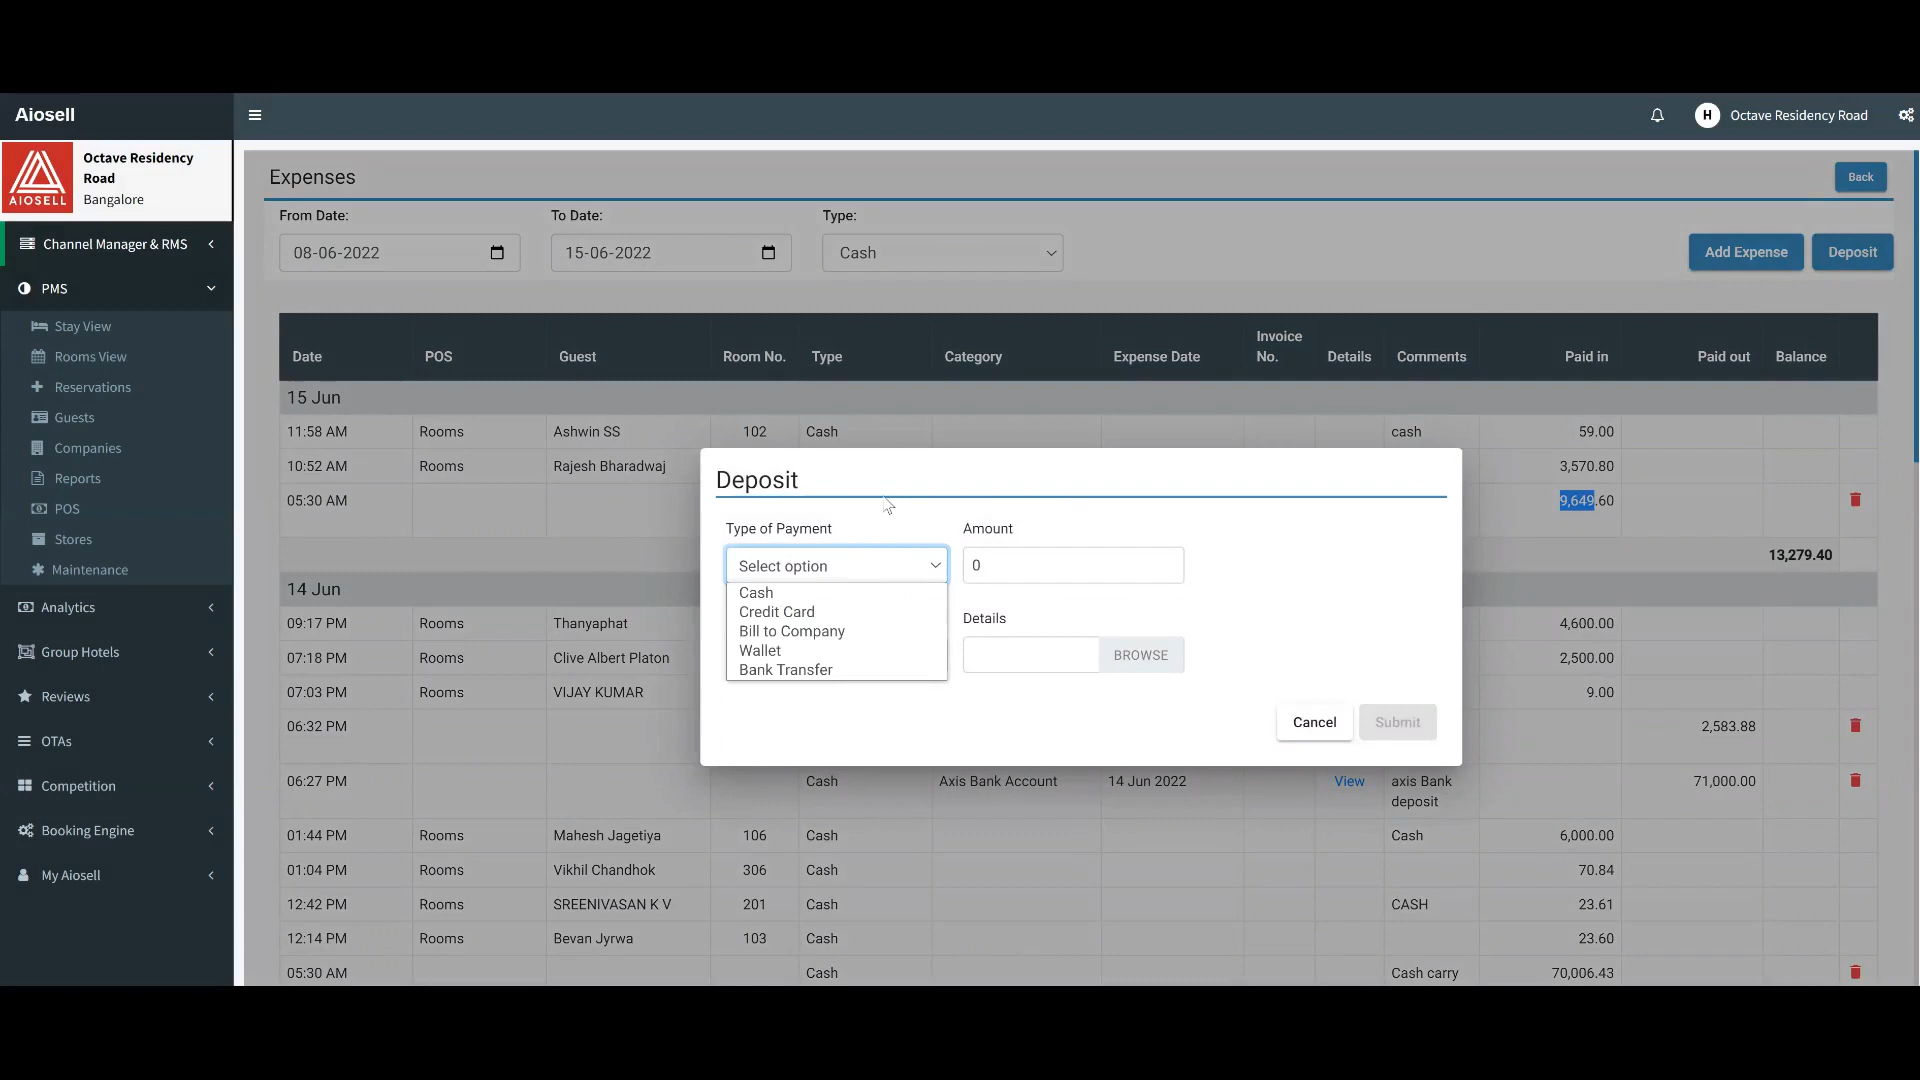 Aiosell
H Octave Residency Road
AIOSELL
Octave Residency
Road
Bangalore
Channel Manager & RMS
PMS
Stay View
Rooms View
Reservations
Guests
Companies
Reports
POS
Stores
Maintenance
Analytics
Group Hotels
Reviews
OTAs
Competition
Booking Engine
My Aiosell
Expenses
Back
From Date: To Date: Type:
08-06-2022 15-06-2022 Cash Add Expense Deposit
Date POS Guest Room No. Type Category Expense Date Invoice No. Details Comments Paid in Paid out Balance
15 Jun
11:58 AM Rooms Ashwin SS 102 Cash cash 59.00
10:52 AM Rooms Rajesh Bharadwaj 3,570.80
05:30 AM 9,649.60
13,279.40
14 Jun
09:17 PM Rooms Thanyaphat 4,600.00
07:18 PM Rooms Clive Albert Platon 2,500.00
07:03 PM Rooms VIJAY KUMAR 9.00
06:32 PM 2,583.88
06:27 PM Cash Axis Bank Account 14 Jun 2022 View axis Bank deposit 71,000.00
01:44 PM Rooms Mahesh Jagetiya 106 Cash Cash 6,000.00
01:04 PM Rooms Vikhil Chandhok 306 Cash 70.84
12:42 PM Rooms SREENIVASAN K V 201 Cash CASH 23.61
12:14 PM Rooms Bevan Jyrwa 103 Cash 23.60
05:30 AM Cash Cash carry 70,006.43
Deposit
Type of Payment Amount
Select option 0
Cash
Credit Card
Bill to Company
Wallet
Bank Transfer
Details
BROWSE
Cancel Submit